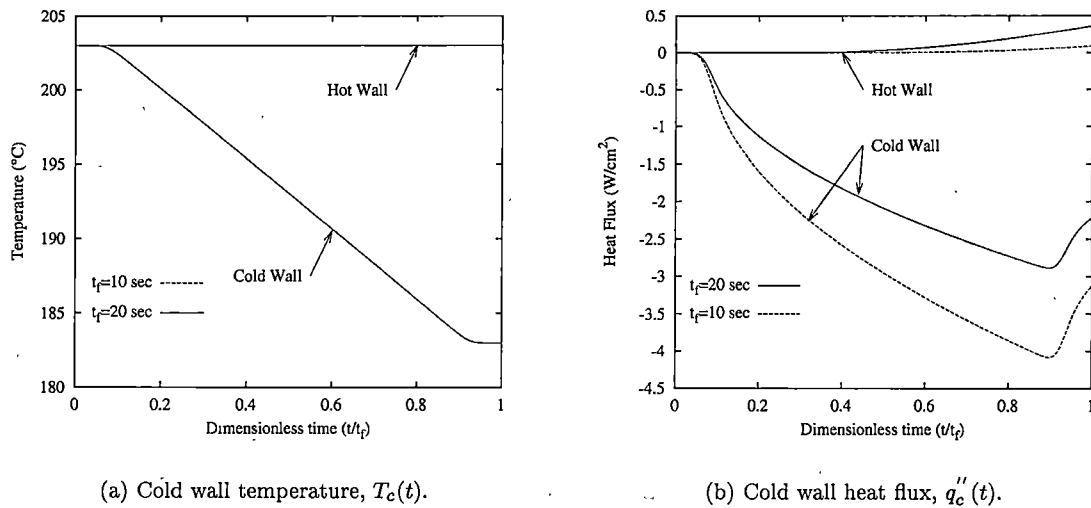 205
200
195
190
185
180
Temperature (°C)
Hot Wall
Cold Wall
t_f=10 sec
t_f=20 sec
0 0.2 0.4 0.6 0.8 1
Dimensionless time (t/t_f)
(a) Cold wall temperature, T_c(t).
0.5
0
-0.5
-1
-1.5
-2
-2.5
-3
-3.5
-4
-4.5
Heat Flux (W/cm²)
Hot Wall
Cold Wall
t_f=20 sec
t_f=10 sec
0 0.2 0.4 0.6 0.8 1
Dimensionless time (t/t_f)
(b) Cold wall heat flux, q_c''(t).